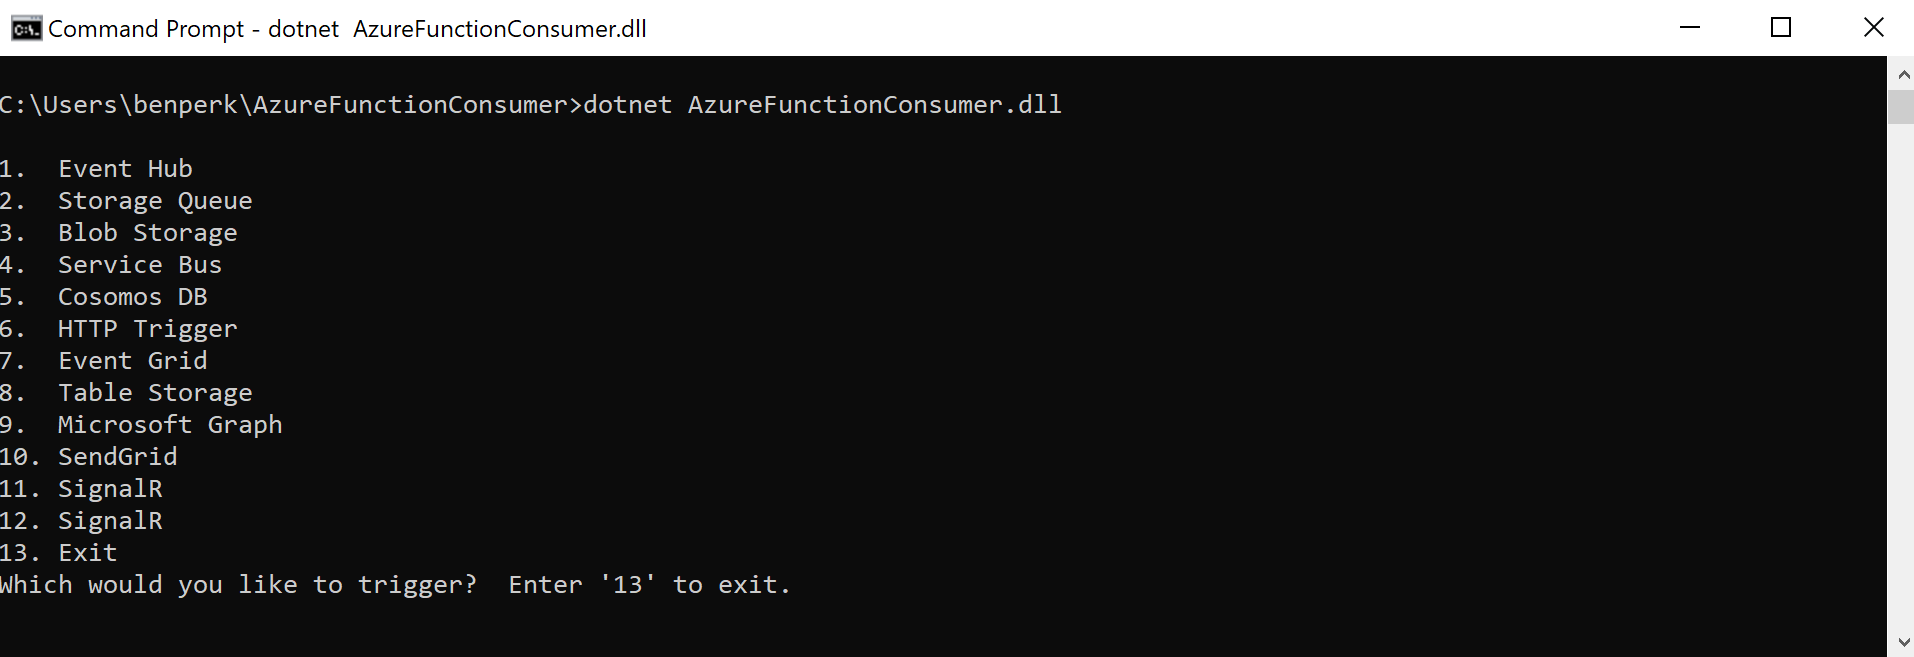 Command Prompt - dotnet  AzureFunctionConsumer.dll
C:\Users\benperk\AzureFunctionConsumer>dotnet AzureFunctionConsumer.dll
1.  Event Hub
2.  Storage Queue
3.  Blob Storage
4.  Service Bus
5.  Cosomos DB
6.  HTTP Trigger
7.  Event Grid
8.  Table Storage
9.  Microsoft Graph
10. SendGrid
11. SignalR
12. SignalR
13. Exit
Which would you like to trigger?  Enter '13' to exit.